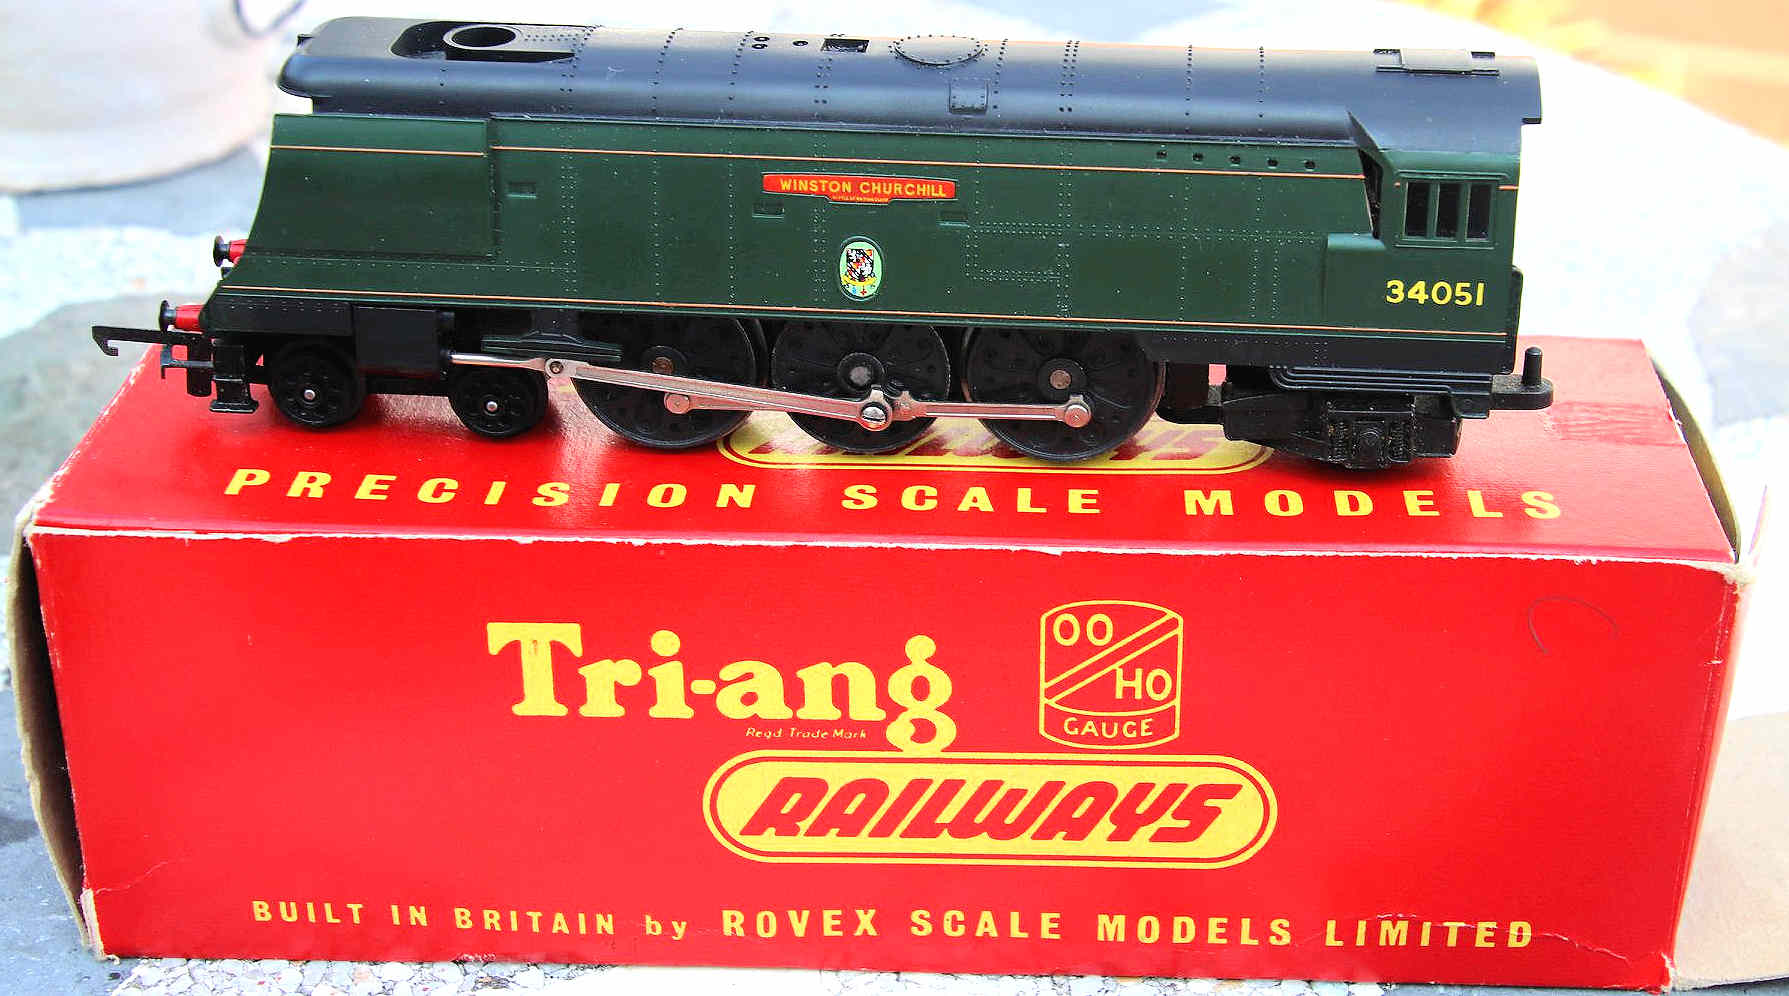 WINSTON CHURCHILL
34051
PRECISION SCALE MODELS
Tri-ang
Regd Trade Mark
OO
HO
GAUGE
RAILWAYS
BUILT IN BRITAIN by ROVEX SCALE MODELS LIMITED